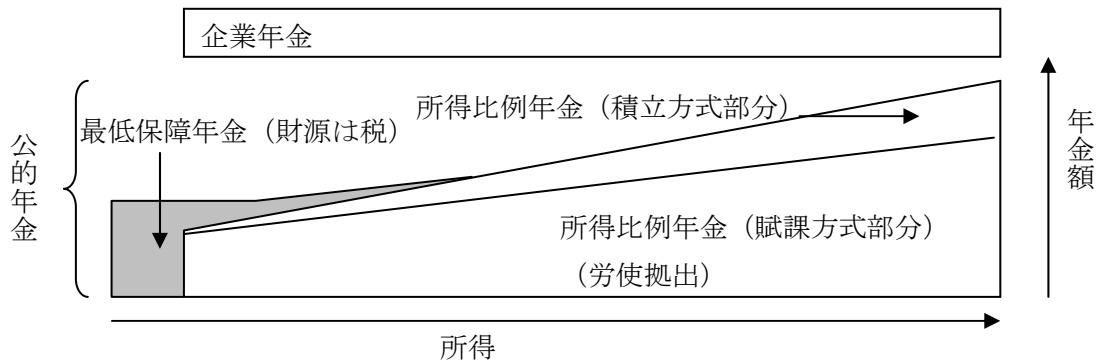 企業年金
所得比例年金（積立方式部分）
最低保障年金（財源は税）
公的年金
年金額
所得比例年金（賦課方式部分）
（労使拠出）
所得